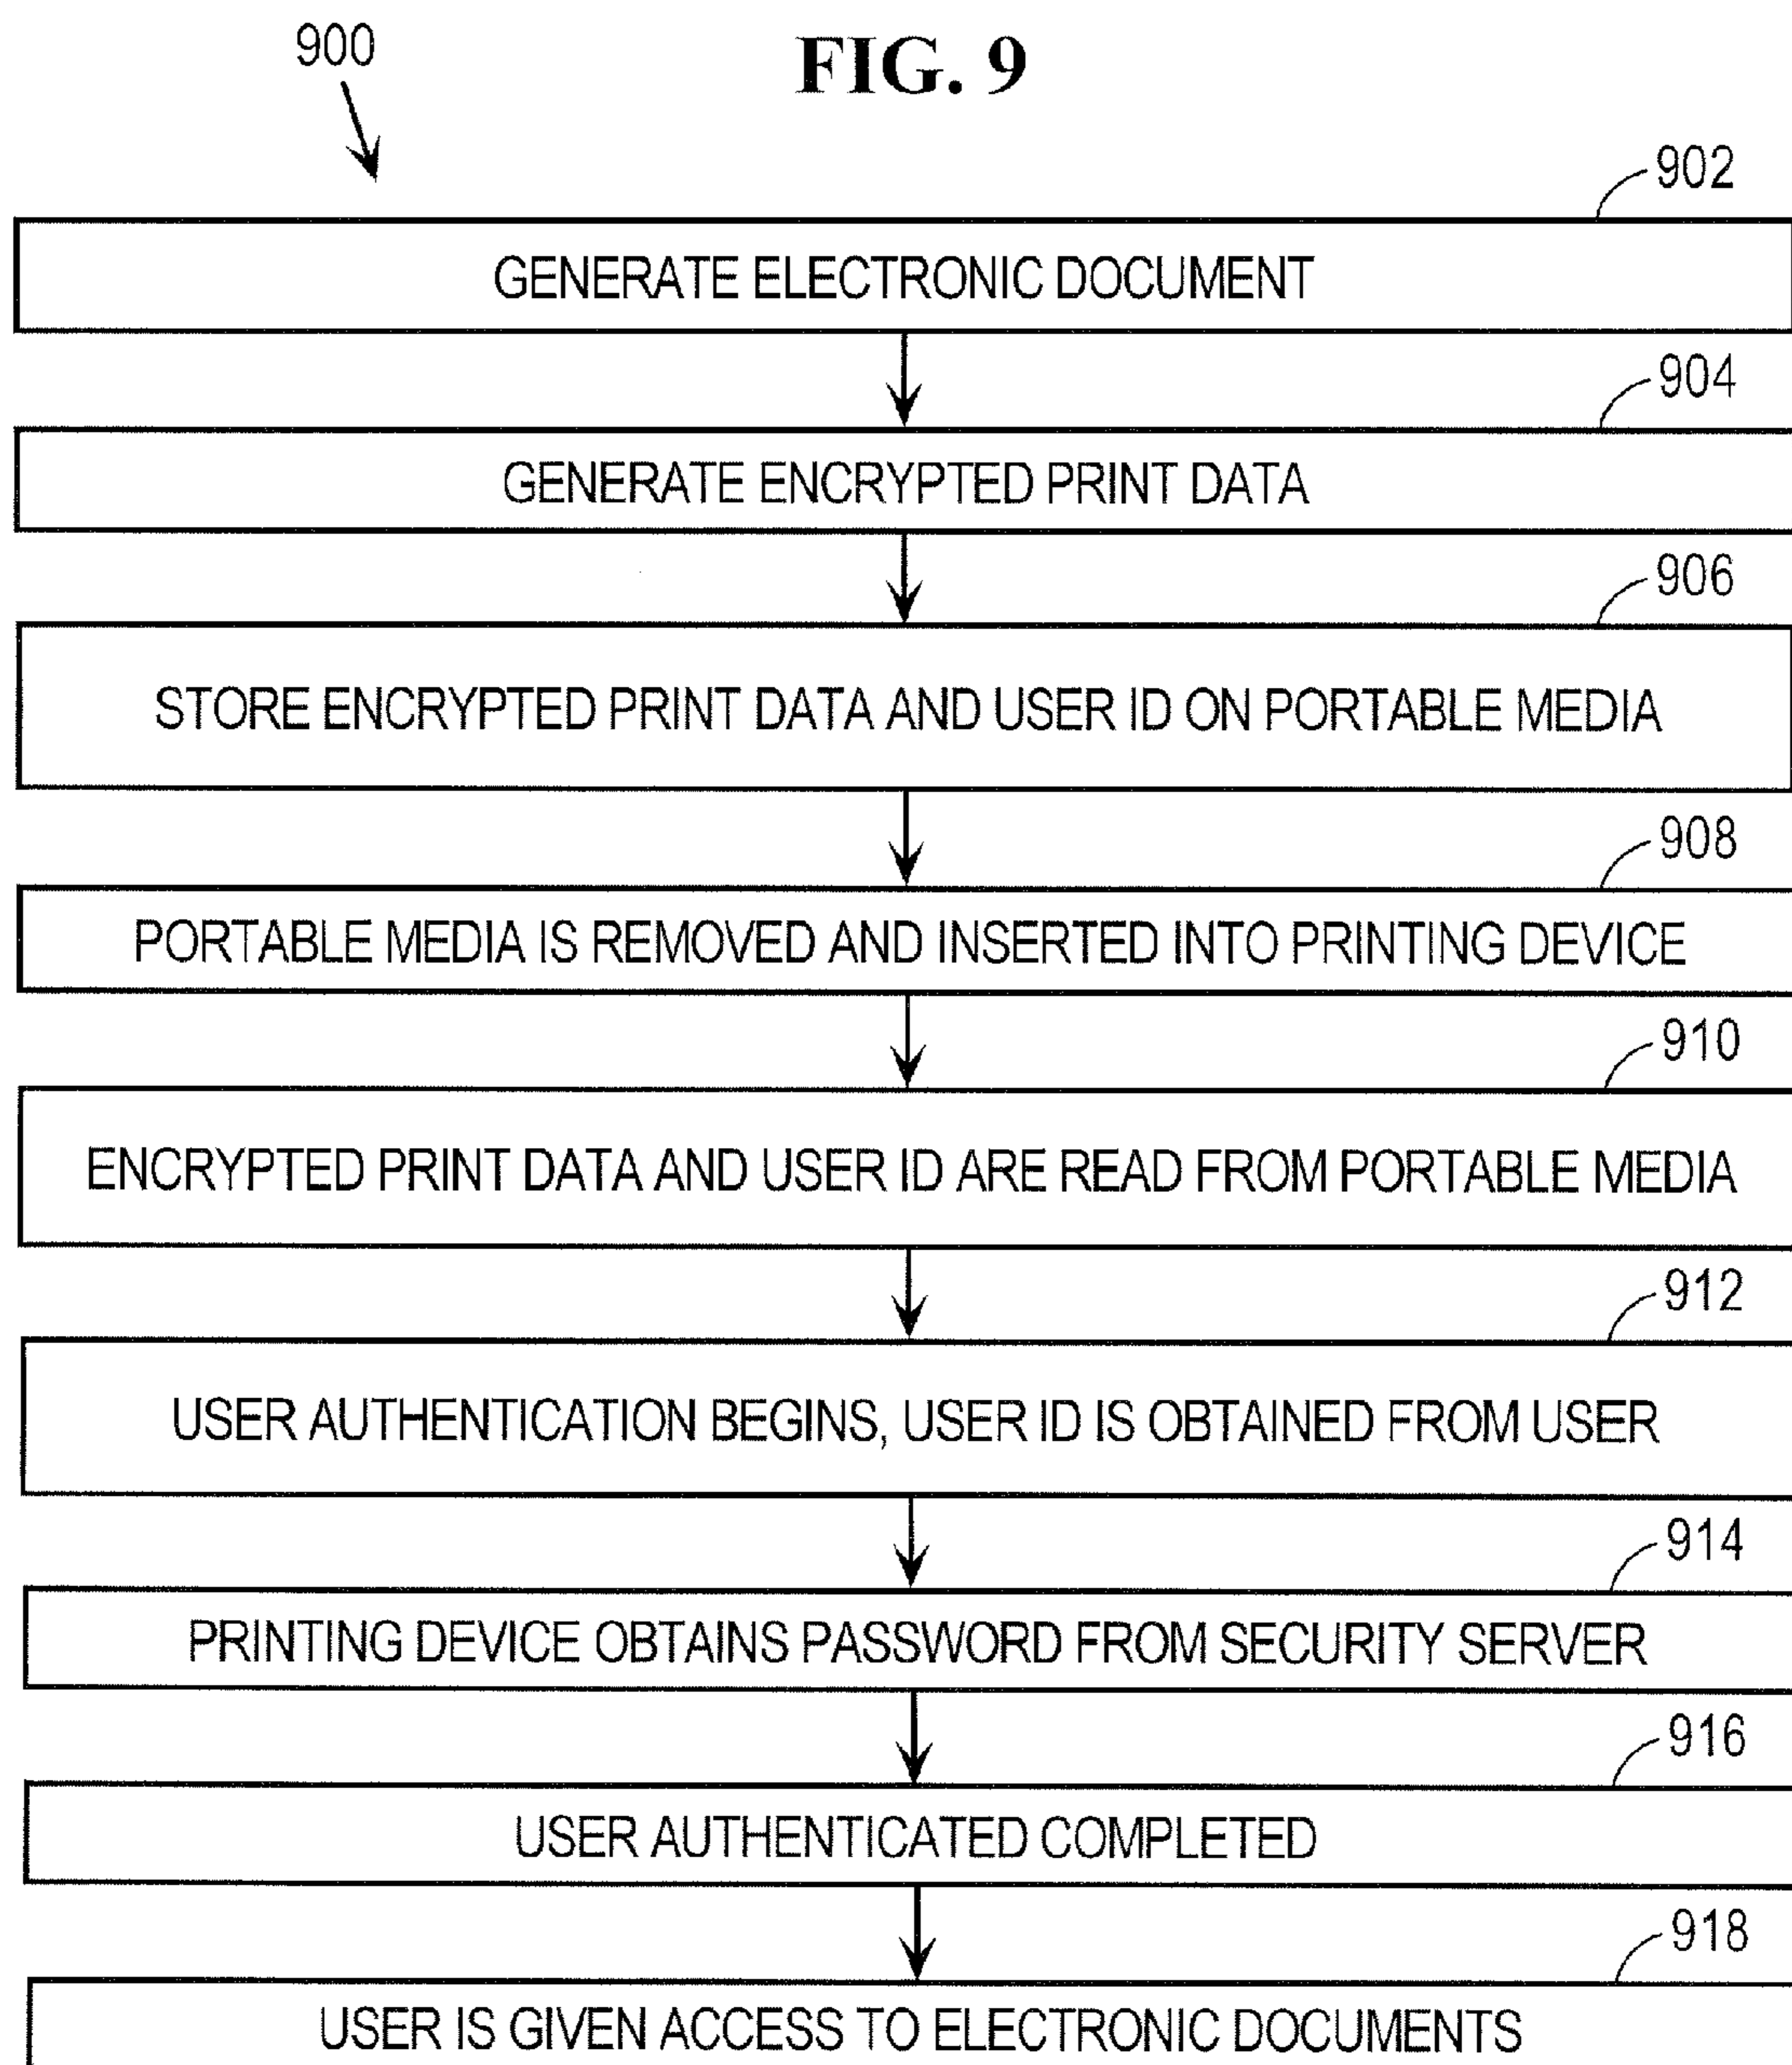 900
FIG. 9
902
GENERATE ELECTRONIC DOCUMENT
904
GENERATE ENCRYPTED PRINT DATA
906
STORE ENCRYPTED PRINT DATA AND USER ID ON PORTABLE MEDIA
908
PORTABLE MEDIA IS REMOVED AND INSERTED INTO PRINTING DEVICE
910
ENCRYPTED PRINT DATA AND USER ID ARE READ FROM PORTABLE MEDIA
912
USER AUTHENTICATION BEGINS, USER ID IS OBTAINED FROM USER
914
PRINTING DEVICE OBTAINS PASSWORD FROM SECURITY SERVER
916
USER AUTHENTICATED COMPLETED
918
USER IS GIVEN ACCESS TO ELECTRONIC DOCUMENTS